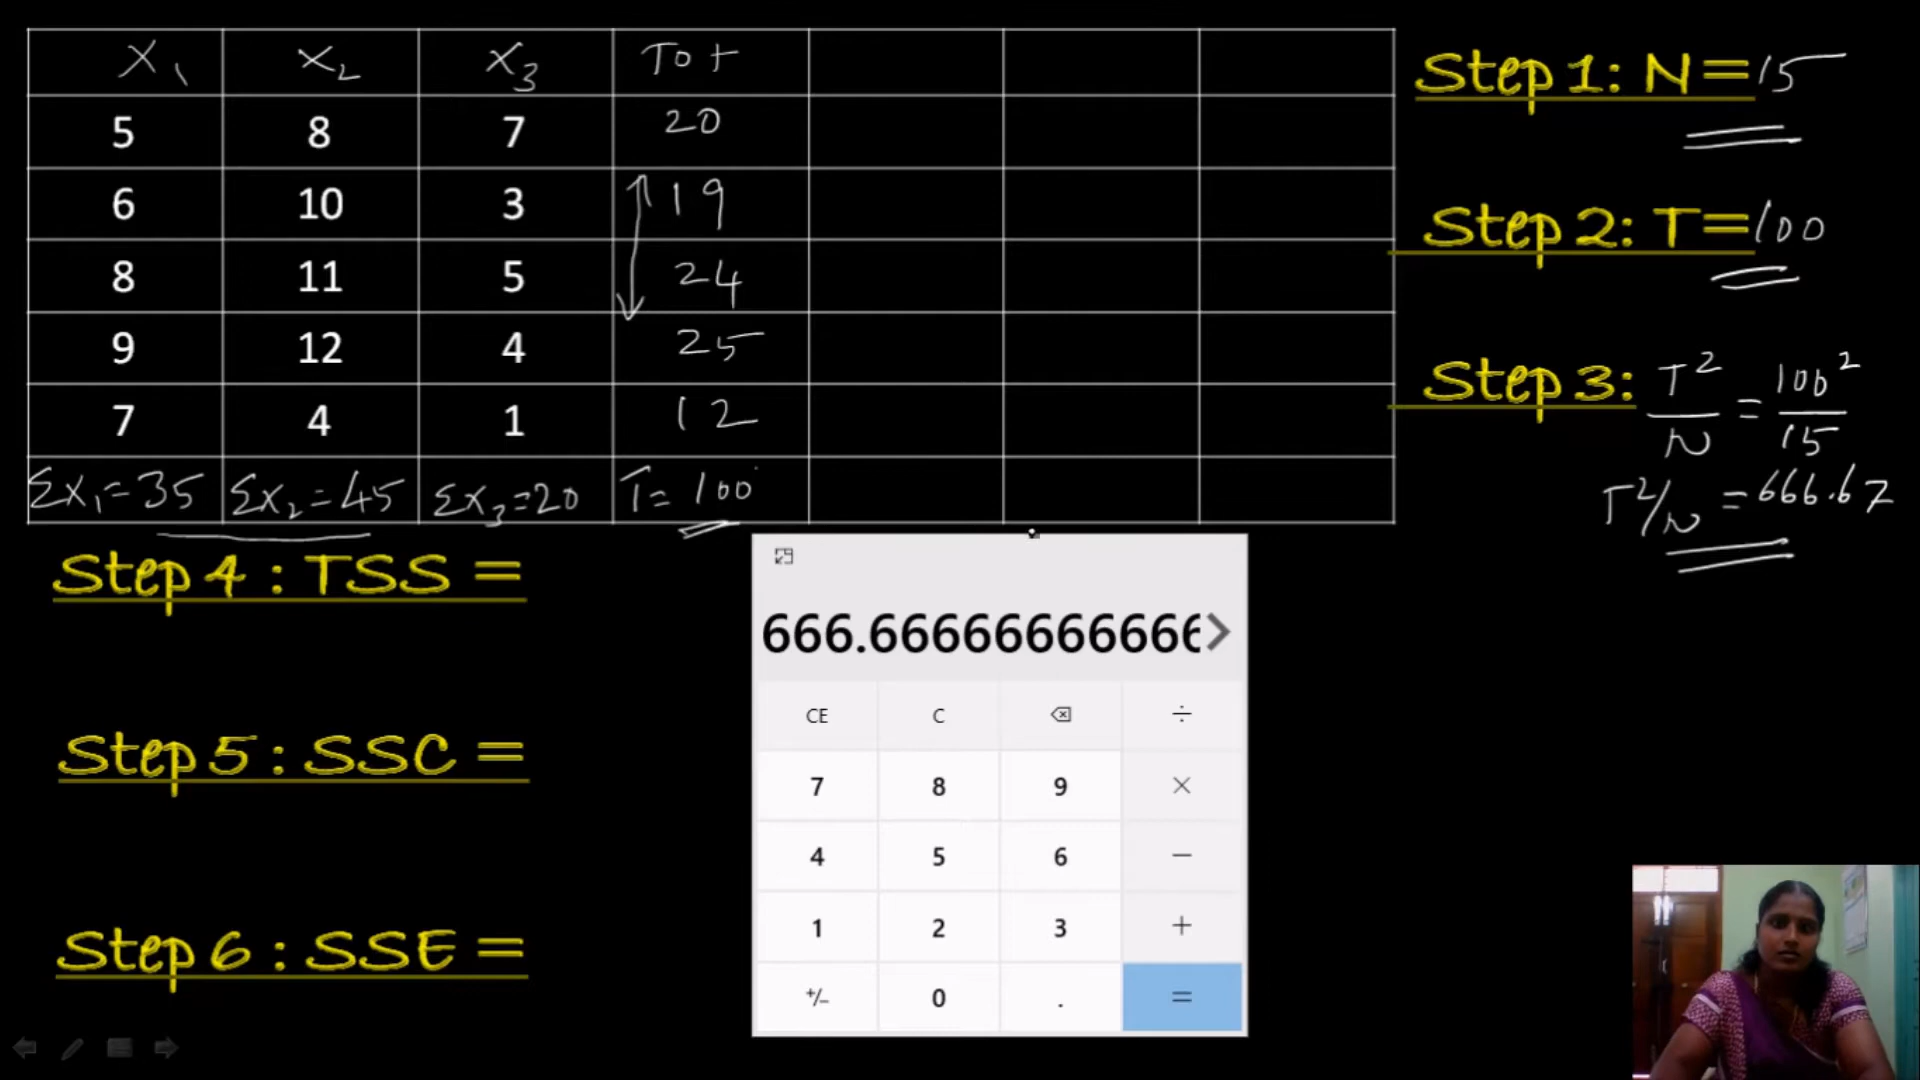 X₁ X₂ X₃ Tot
5 8 7 20
6 10 3 19
8 11 5 24
9 12 4 25
7 4 1 12
Σx₁=35 Σx₂=45 Σx₃=20 T=100
Step 1: N=15
Step 2: T=100
Step 3: T²/N = 100²/15
T²/N = 666.67
Step 4 : TSS =
Step 5 : SSC =
Step 6 : SSE =
666.66666666666
CE C ÷
7 8 9 ×
4 5 6 −
1 2 3 +
+/− 0 . =